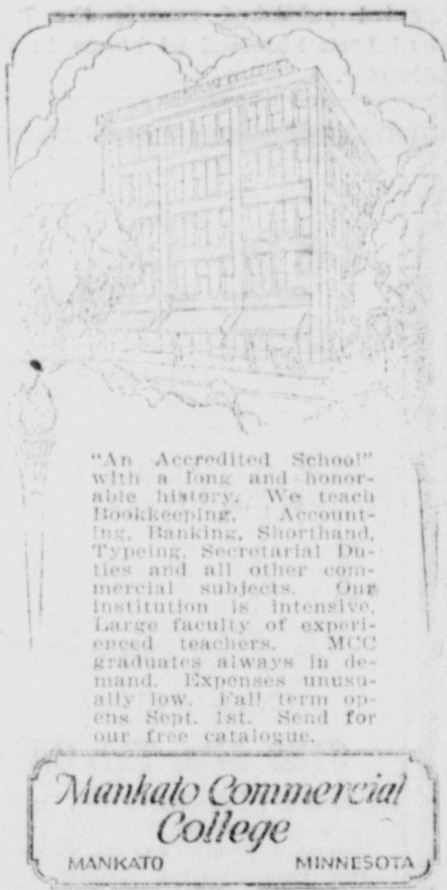 "An Accredited School"
with a long and honor-
able history. We teach
Bookkeeping, Account-
ing, Banking, Shorthand,
Typeing, Secretarial Du-
ties and all other com-
mercial subjects. Our
institution is intensive.
Large faculty of experi-
enced teachers. MCC
graduates always in de-
mand. Expenses unusu-
ally low. Fall term op-
ens Sept. 1st. Send for
our free catalogue.
Mankato Commercial
College
MANKATO MINNESOTA